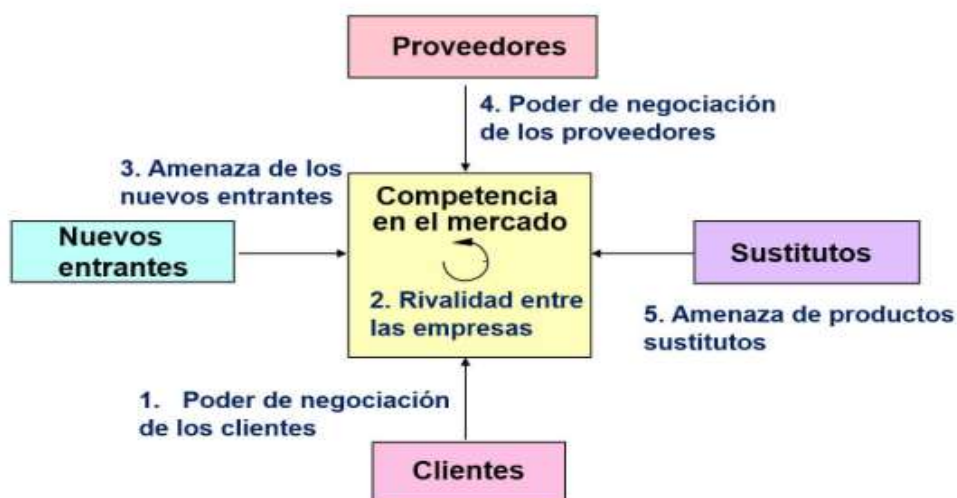 Proveedores
4. Poder de negociación
de los proveedores
3. Amenaza de los
nuevos entrantes
Competencia
en el mercado
Nuevos
entrantes
Sustitutos
2. Rivalidad entre
las empresas
5. Amenaza de productos
sustitutos
1. Poder de negociación
de los clientes
Clientes